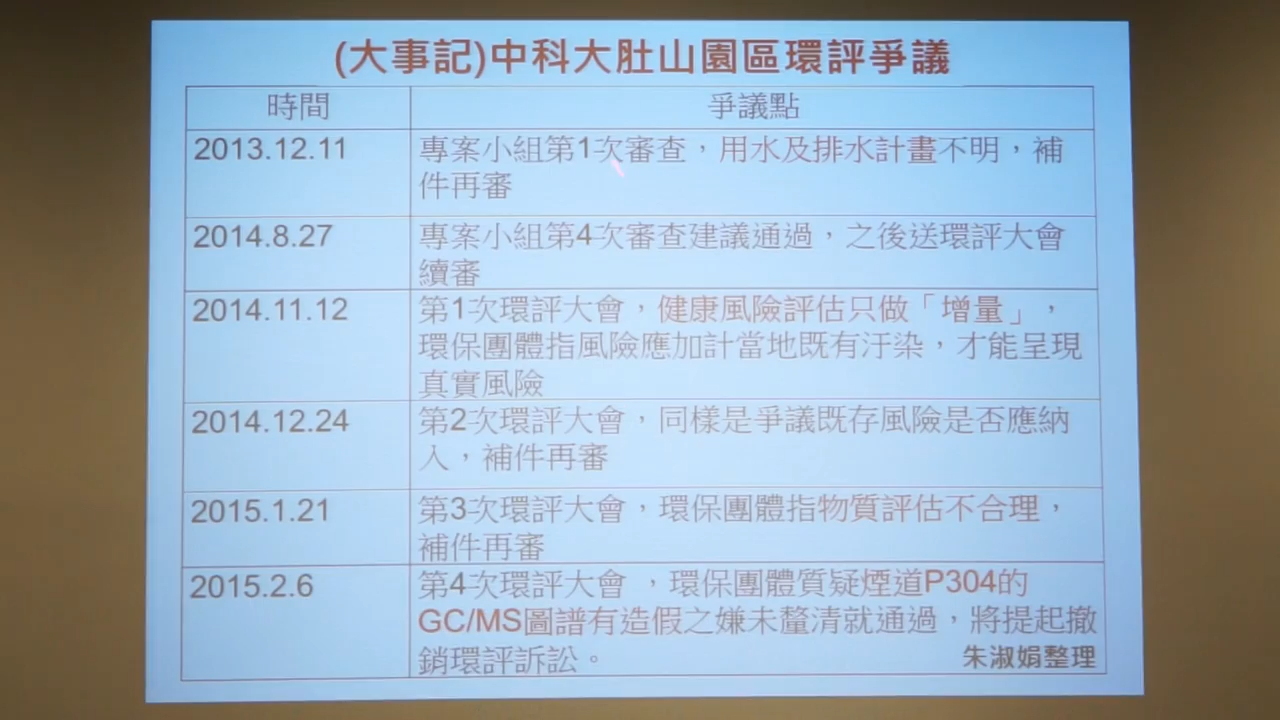 (大事記)中科大肚山園區環評爭議
時間
爭議點
2013.12.11
專案小組第1次審查，用水及排水計畫不明，補
件再審
2014.8.27
專案小組第4次審查建議通過，之後送環評大會
續審
2014.11.12
第1次環評大會，健康風險評估只做「增量」，
環保團體指風險應加計當地既有汙染，才能呈現
真實風險
2014.12.24
第2次環評大會，同樣是爭議既存風險是否應納
入，補件再審
2015.1.21
第3次環評大會，環保團體指物質評估不合理，
補件再審
2015.2.6
第4次環評大會 ，環保團體質疑煙道P304的
GC/MS圖譜有造假之嫌未釐清就通過，將提起撤
銷環評訴訟。
朱淑娟整理